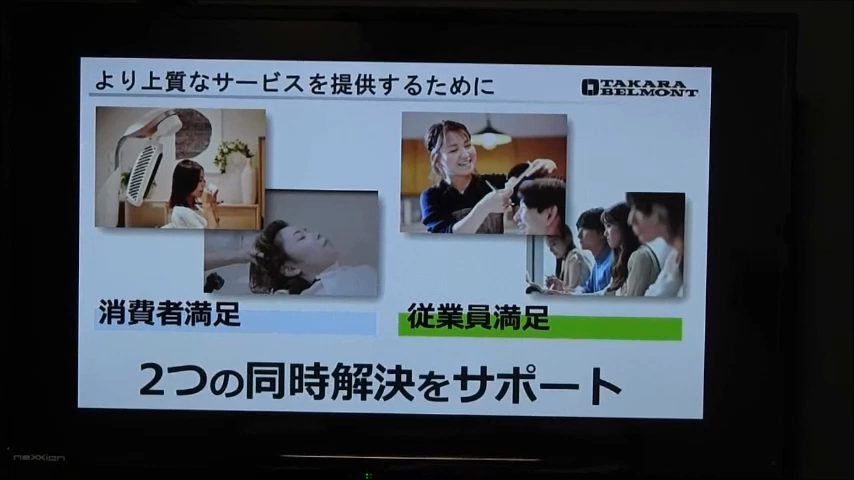 より上質なサービスを提供するために
TAKARA
BELMONT
消費者満足
従業員満足
2つの同時解決をサポート
neXXion